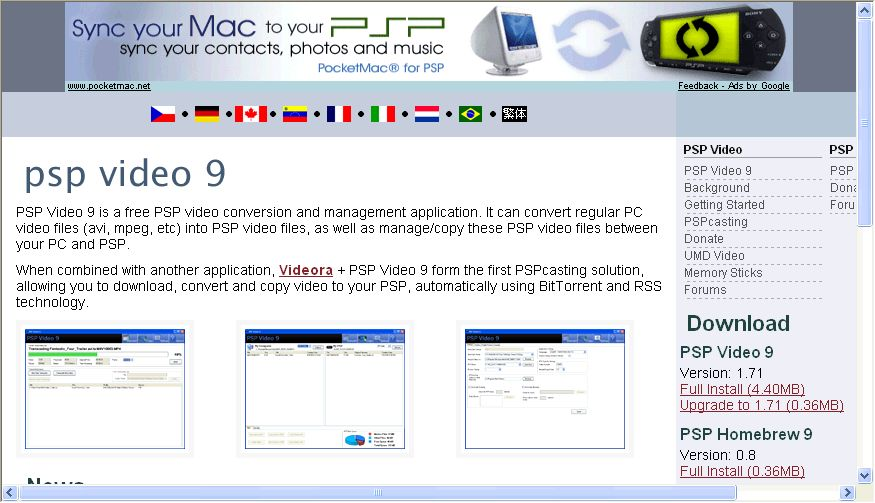 Sync your Mac to your PSP
sync your contacts, photos and music
PocketMac® for PSP
www.pocketmac.net
Feedback - Ads by Google
繁体
psp video 9
PSP Video 9 is a free PSP video conversion and management application. It can convert regular PC
video files (avi, mpeg, etc) into PSP video files, as well as manage/copy these PSP video files between
your PC and PSP.
When combined with another application, Videora + PSP Video 9 form the first PSPcasting solution,
allowing you to download, convert and copy video to your PSP, automatically using BitTorrent and RSS
technology.
PSP Video 9
PSP Video 9
PSP Video 9
News
PSP Video
PSP Video 9
Background
Getting Started
PSPcasting
Donate
UMD Video
Memory Sticks
Forums
PSP
PSP
Dona
Foru
Download
PSP Video 9
Version: 1.71
Full Install (4.40MB)
Upgrade to 1.71 (0.36MB)
PSP Homebrew 9
Version: 0.8
Full Install (0.36MB)